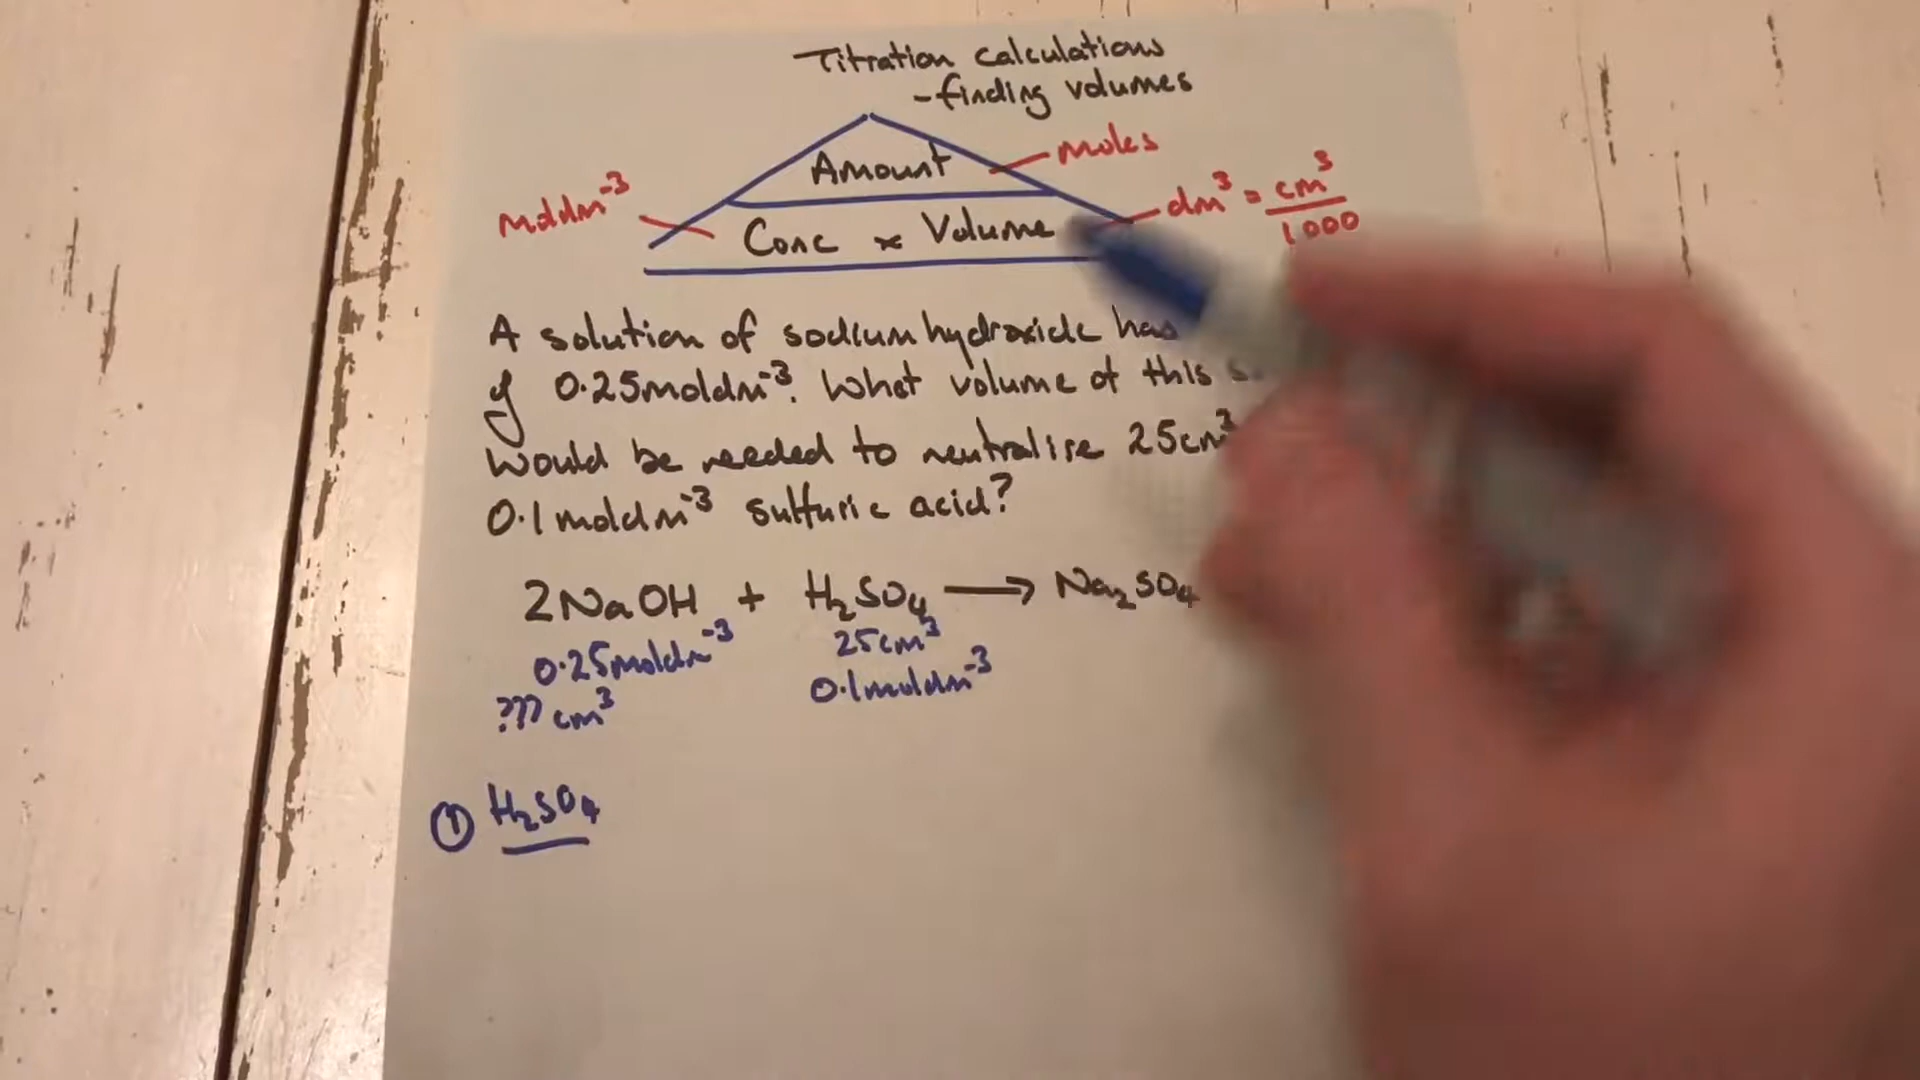 Titration calculations
- finding volumes
Amount
moles
moldm⁻³
Conc × Volume
dm³ = cm³/1000
A solution of sodium hydroxide has
of 0.25moldm⁻³. What volume of this
would be needed to neutralise 25cm³
0.1moldm⁻³ sulfuric acid?
2NaOH + H₂SO₄ → Na₂SO₄
0.25moldm⁻³ 25cm³
??? cm³ 0.1moldm⁻³
① H₂SO₄